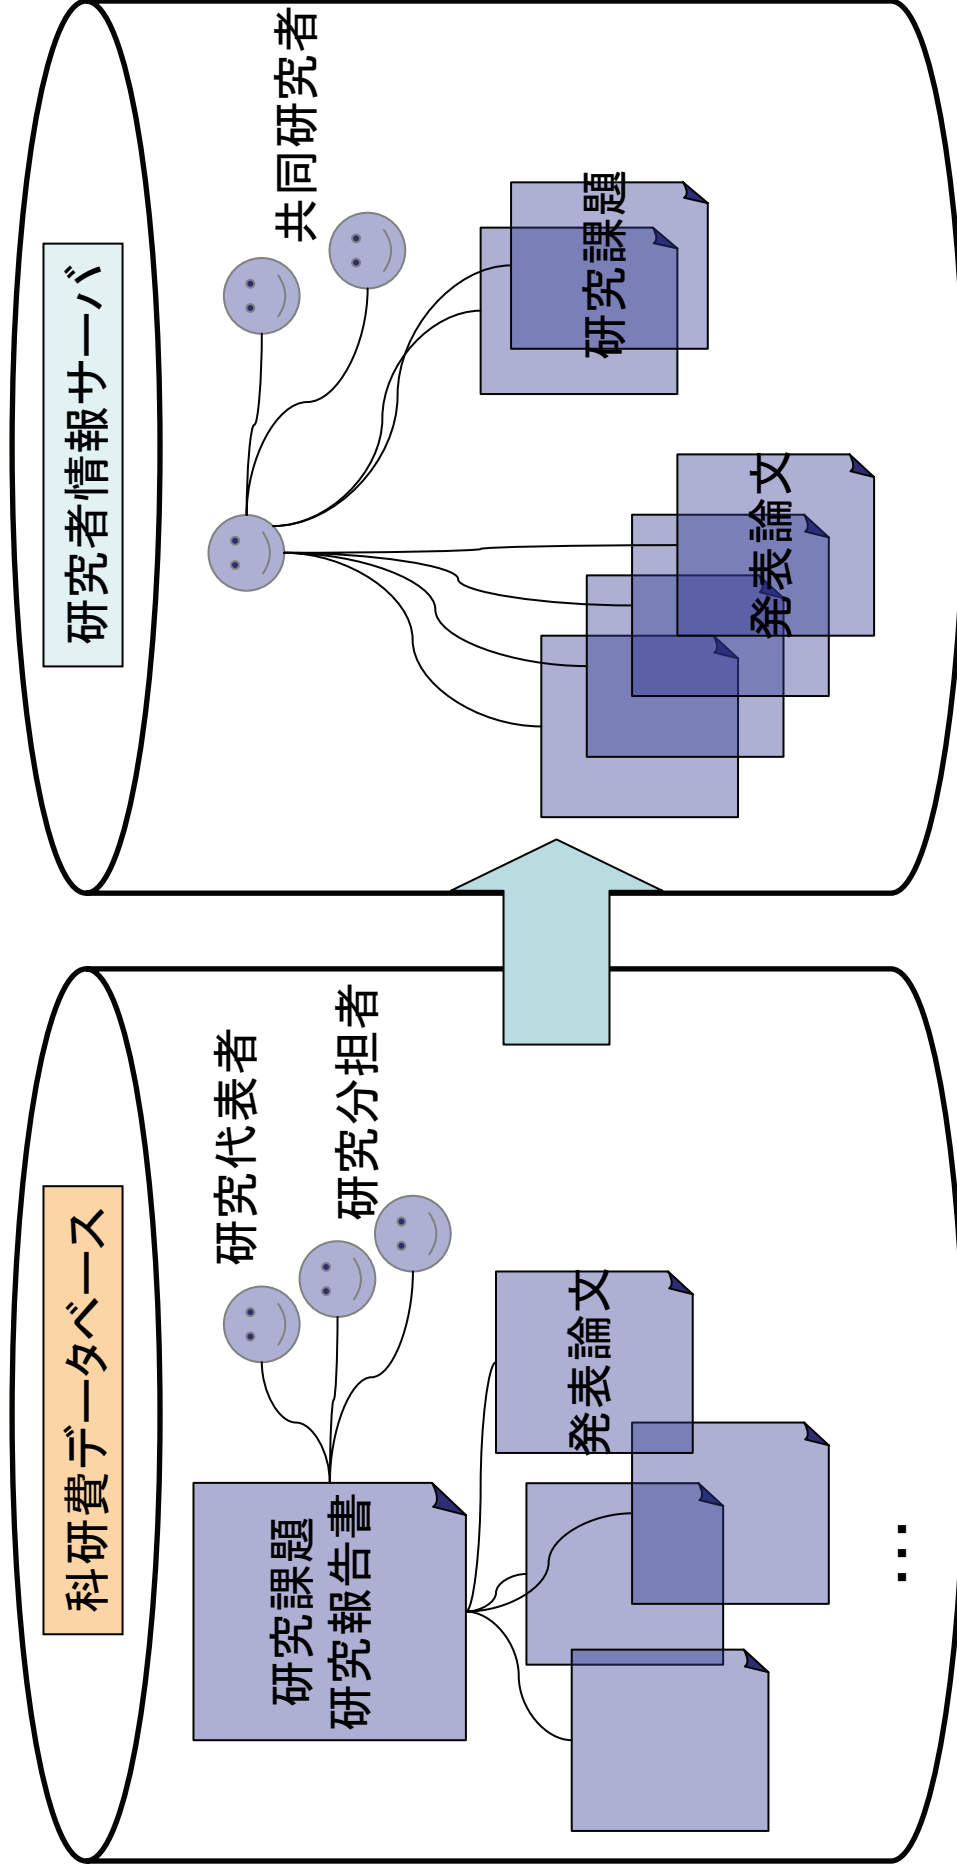 科研費データベース
研究代表者
研究分担者
研究課題
研究報告書
発表論文
…
研究者情報サーバ
共同研究者
研究課題
発表論文